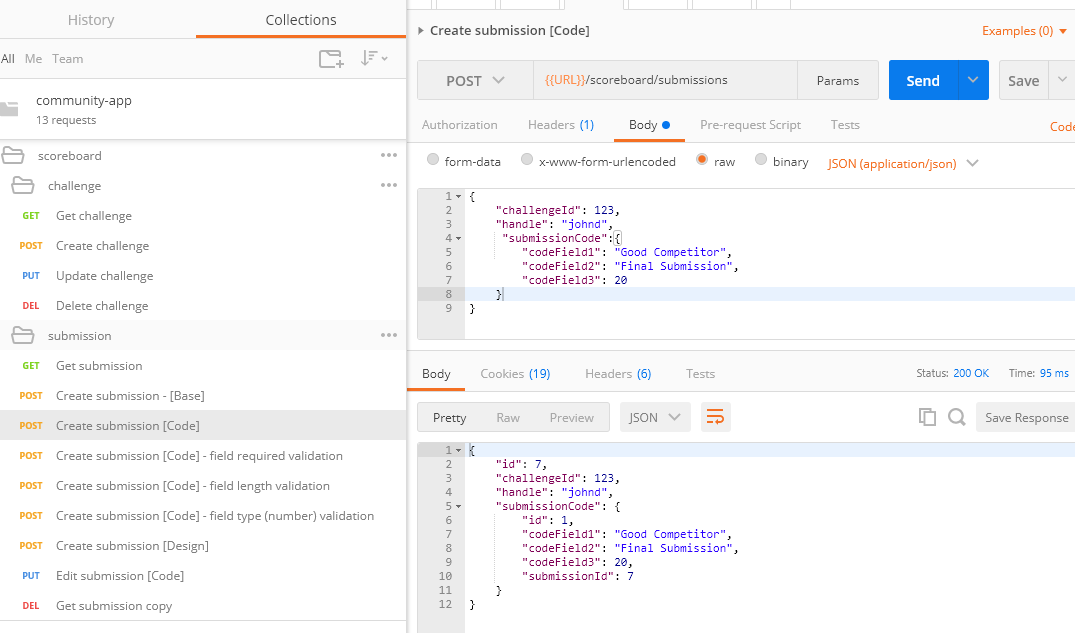 History
Collections
All Me Team
community-app
13 requests
scoreboard
challenge
GET Get challenge
POST Create challenge
PUT Update challenge
DEL Delete challenge
submission
GET Get submission
POST Create submission - [Base]
POST Create submission [Code]
POST Create submission [Code] - field required validation
POST Create submission [Code] - field length validation
POST Create submission [Code] - field type (number) validation
POST Create submission [Design]
PUT Edit submission [Code]
DEL Get submission copy
Create submission [Code]
Examples (0)
POST
{{URL}}/scoreboard/submissions
Params
Send
Save
Authorization
Headers (1)
Body
Pre-request Script
Tests
Code
form-data
x-www-form-urlencoded
raw
binary
JSON (application/json)
1 {
2 "challengeId": 123,
3 "handle": "johnd",
4 "submissionCode":{
5 "codeField1": "Good Competitor",
6 "codeField2": "Final Submission",
7 "codeField3": 20
8 }
9 }
Body
Cookies (19)
Headers (6)
Tests
Status: 200 OK
Time: 95 ms
Pretty
Raw
Preview
JSON
Save Response
1 {
2 "id": 7,
3 "challengeId": 123,
4 "handle": "johnd",
5 "submissionCode": {
6 "id": 1,
7 "codeField1": "Good Competitor",
8 "codeField2": "Final Submission",
9 "codeField3": 20,
10 "submissionId": 7
11 }
12 }